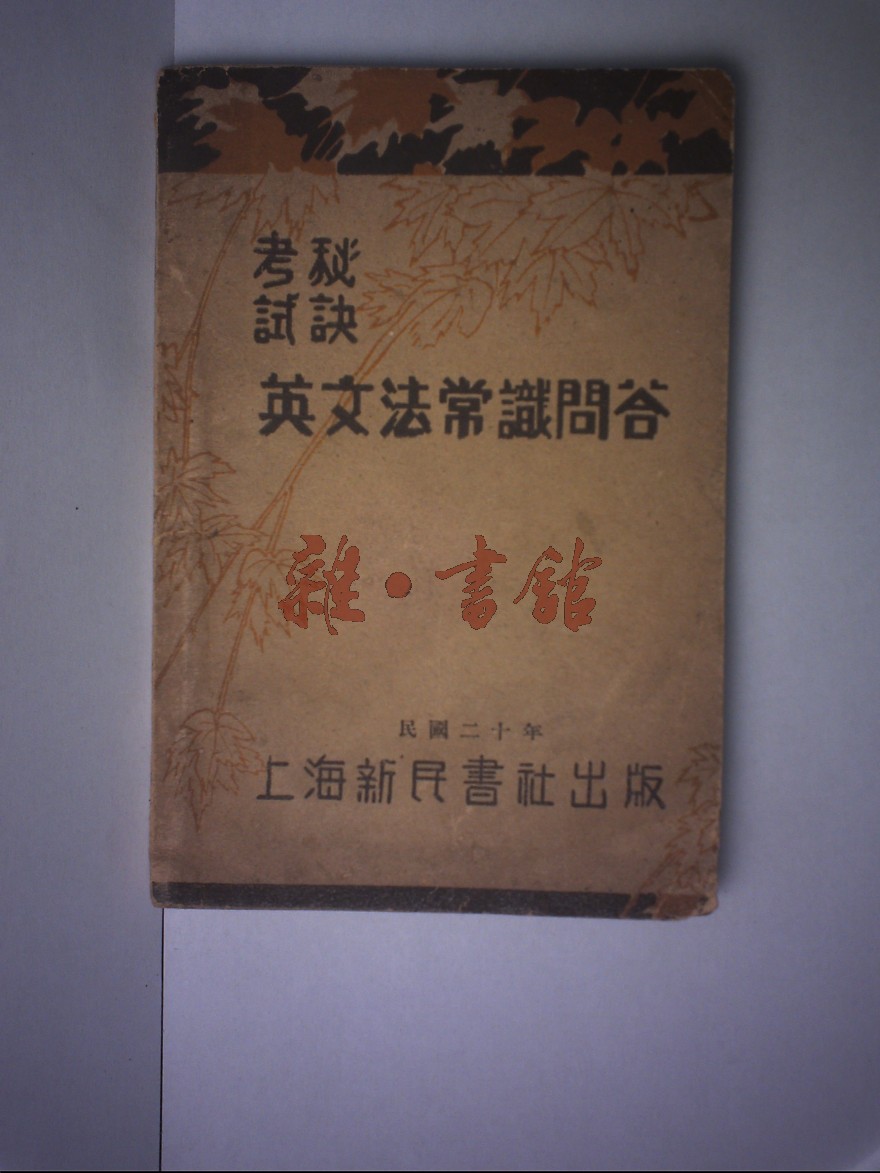 考秘
試訣
英文法常識問答
雜·書館
民國二十年
上海新民書社出版